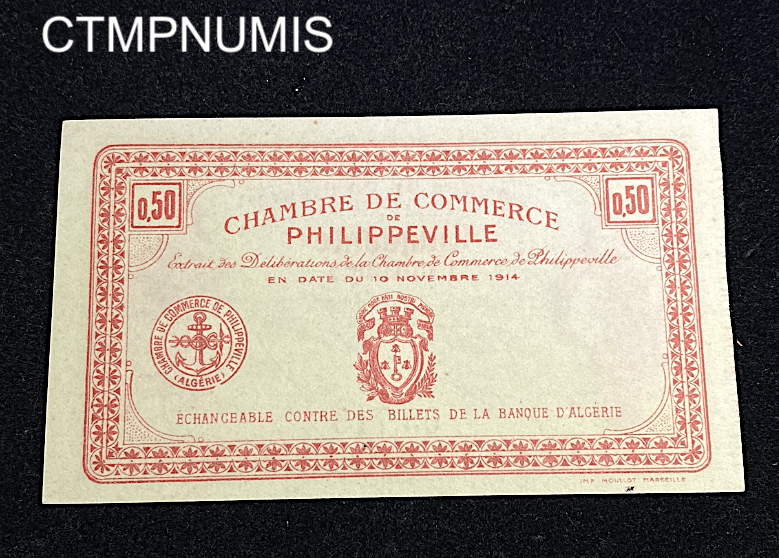 CTMPNUMIS
0,50
0,50
CHAMBRE DE COMMERCE
DE
PHILIPPEVILLE
Extrait des Délibérations de la Chambre de Commerce de Philippeville
EN DATE DU 10 NOVEMBRE 1914
CHAMBRE DE COMMERCE DE PHILIPPEVILLE
(ALGÉRIE)
ECHANGEABLE CONTRE DES BILLETS DE LA BANQUE D'ALGÉRIE
IMP. MOULLOT MARSEILLE